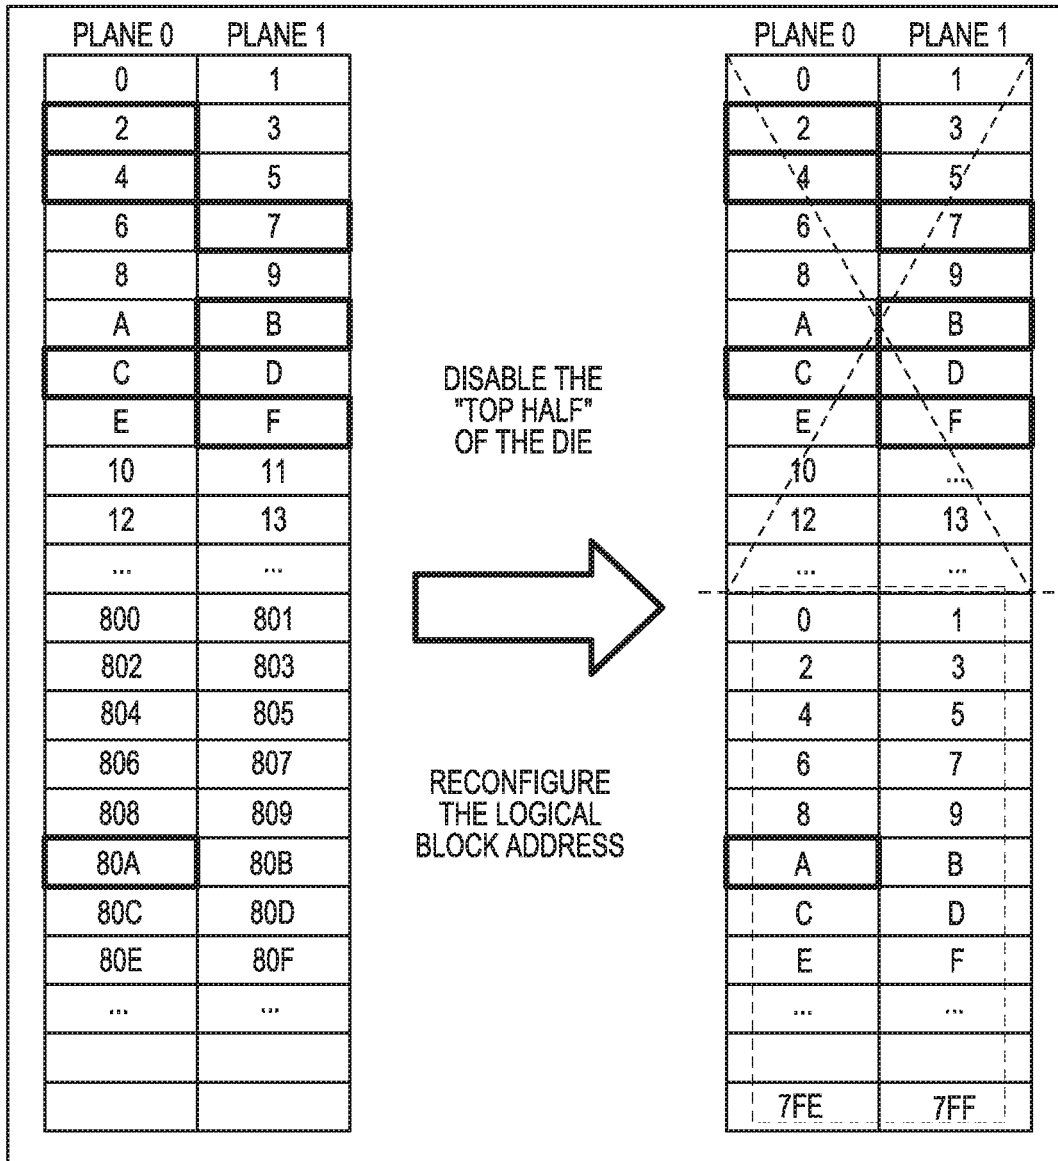 PLANE 0 PLANE 1
0 1
2 3
4 5
6 7
8 9
A B
C D
E F
10 11
12 13
... ...
800 801
802 803
804 805
806 807
808 809
80A 80B
80C 80D
80E 80F
... ...
DISABLE THE
"TOP HALF"
OF THE DIE
RECONFIGURE
THE LOGICAL
BLOCK ADDRESS
PLANE 0 PLANE 1
0 1
2 3
4 5
6 7
8 9
A B
C D
E F
10 ...
12 13
... ...
0 1
2 3
4 5
6 7
8 9
A B
C D
E F
... ...
7FE 7FF